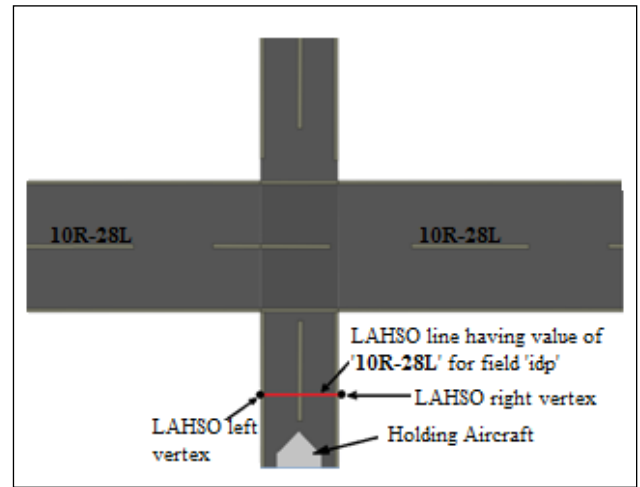 10R-28L
10R-28L
LAHSO line having value of
'10R-28L' for field 'idp'
LAHSO right vertex
LAHSO left
vertex
Holding Aircraft